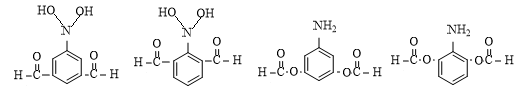 HO OH HO OH
N N NH₂ NH₂
O O O O O O O O
H–C C–H H–C C–H H–C–O O–C–H H–C–O O–C–H